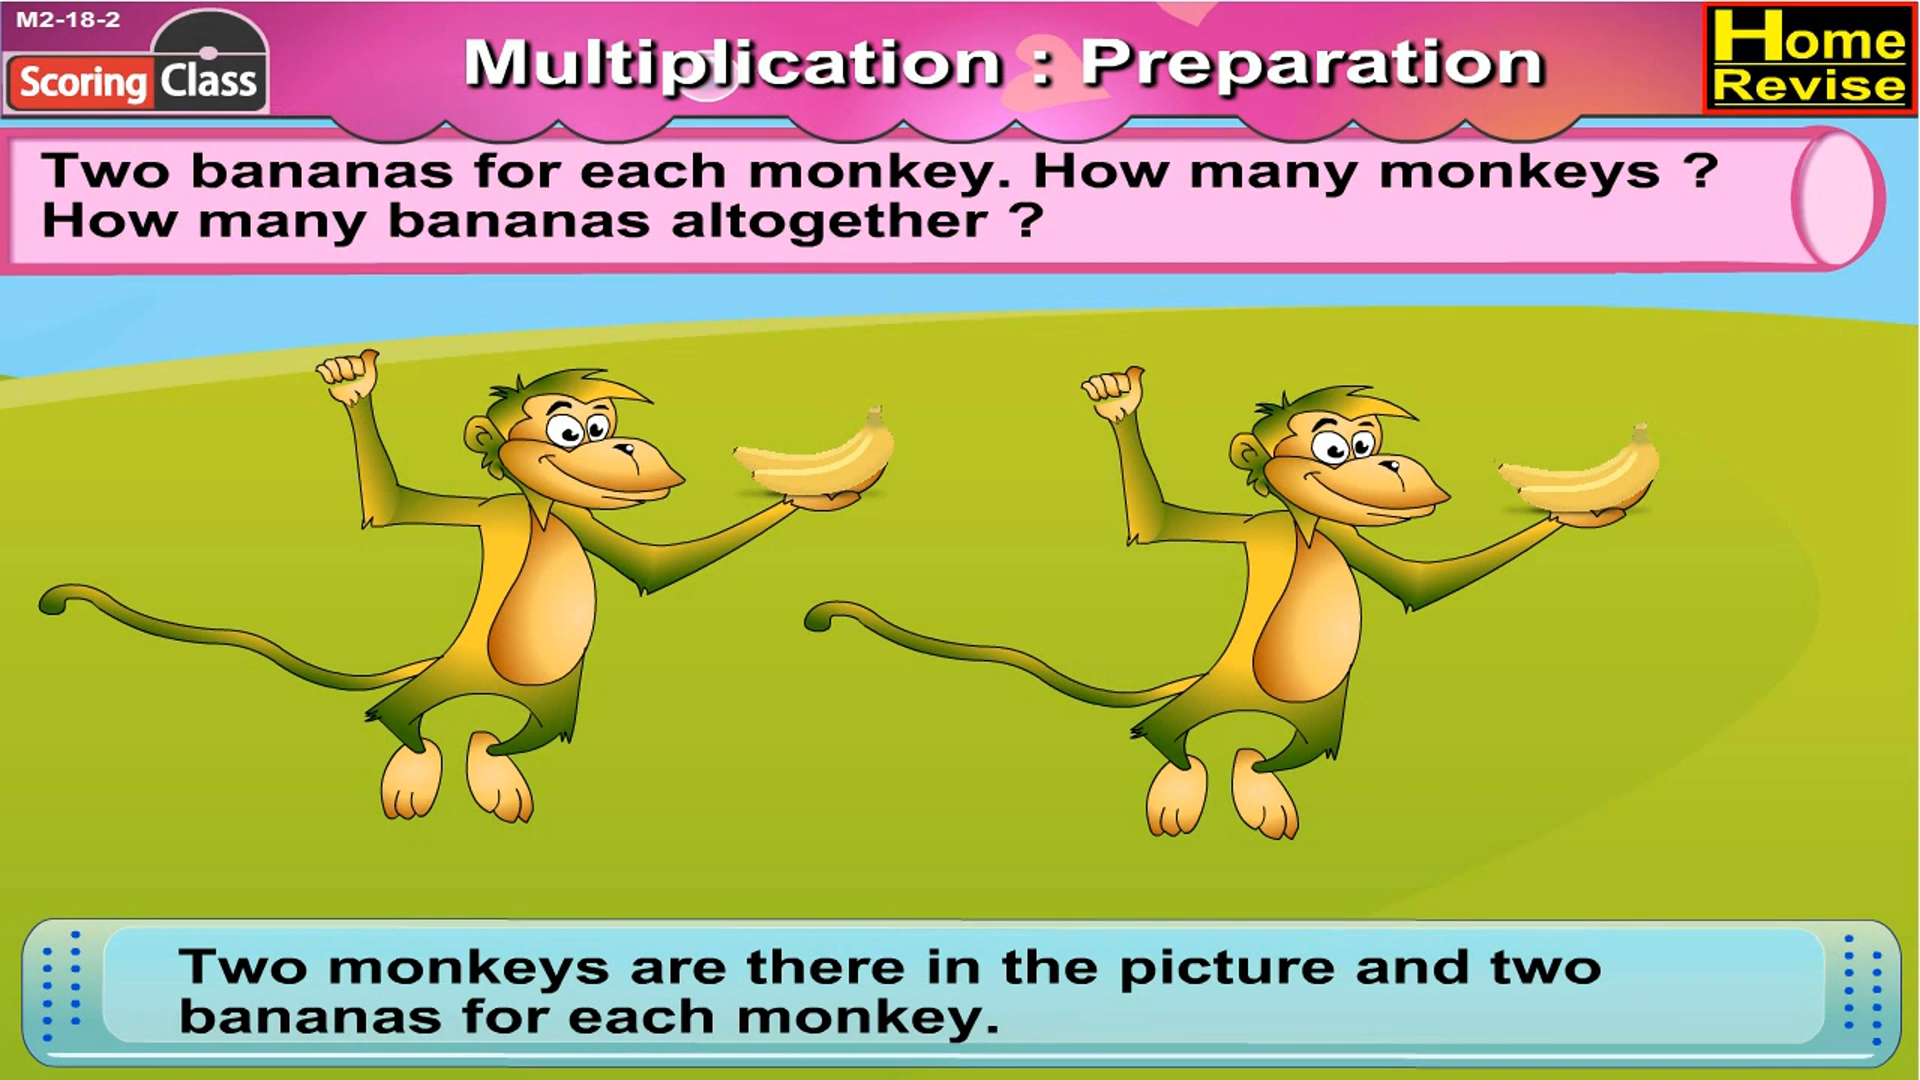 M2-18-2
Scoring Class
Multiplication : Preparation
Home
Revise
Two bananas for each monkey. How many monkeys ?
How many bananas altogether ?
Two monkeys are there in the picture and two
bananas for each monkey.